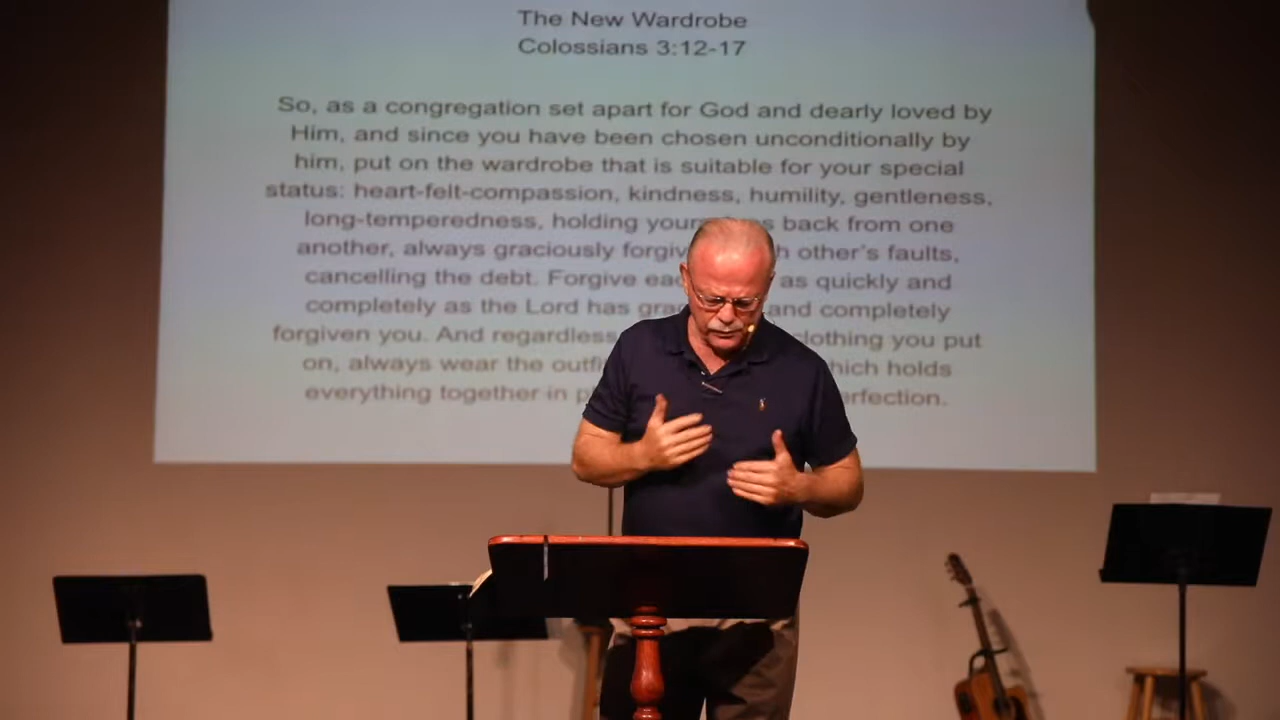 The New Wardrobe
Colossians 3:12-17
So, as a congregation set apart for God and dearly loved by
Him, and since you have been chosen unconditionally by
him, put on the wardrobe that is suitable for your special
status: heart-felt-compassion, kindness, humility, gentleness,
long-temperedness, holding back from one
another, always graciously other's faults,
cancelling the debt. Forgive as quickly and
completely as the Lord has and completely
forgiven you. And regardless you put
on, always wear the holds
everything together in